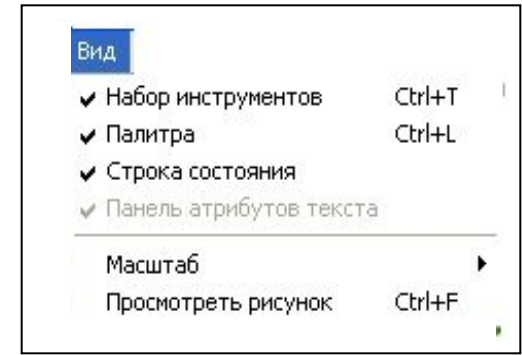 Вид
Набор инструментов Ctrl+T
Палитра Ctrl+L
Строка состояния
Панель атрибутов текста
Масштаб
Просмотреть рисунок Ctrl+F